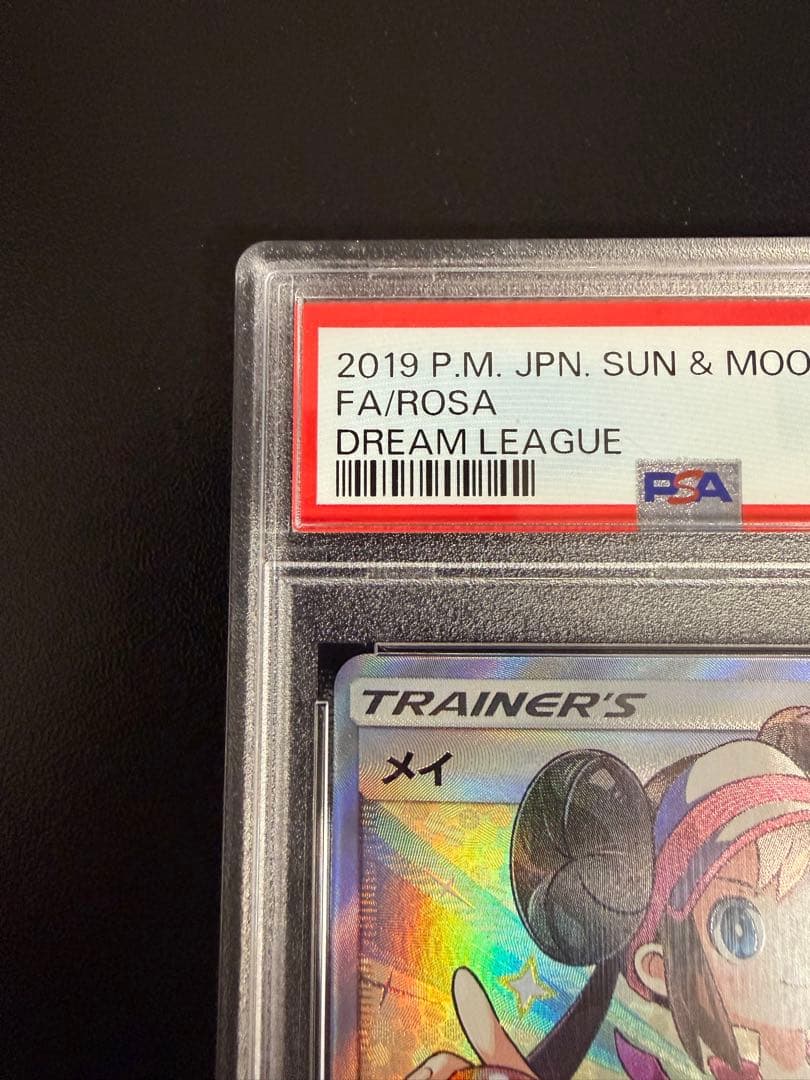 2019 P.M. JPN. SUN & MOO
FA/ROSA
DREAM LEAGUE
PSA
TRAINER'S
メイ